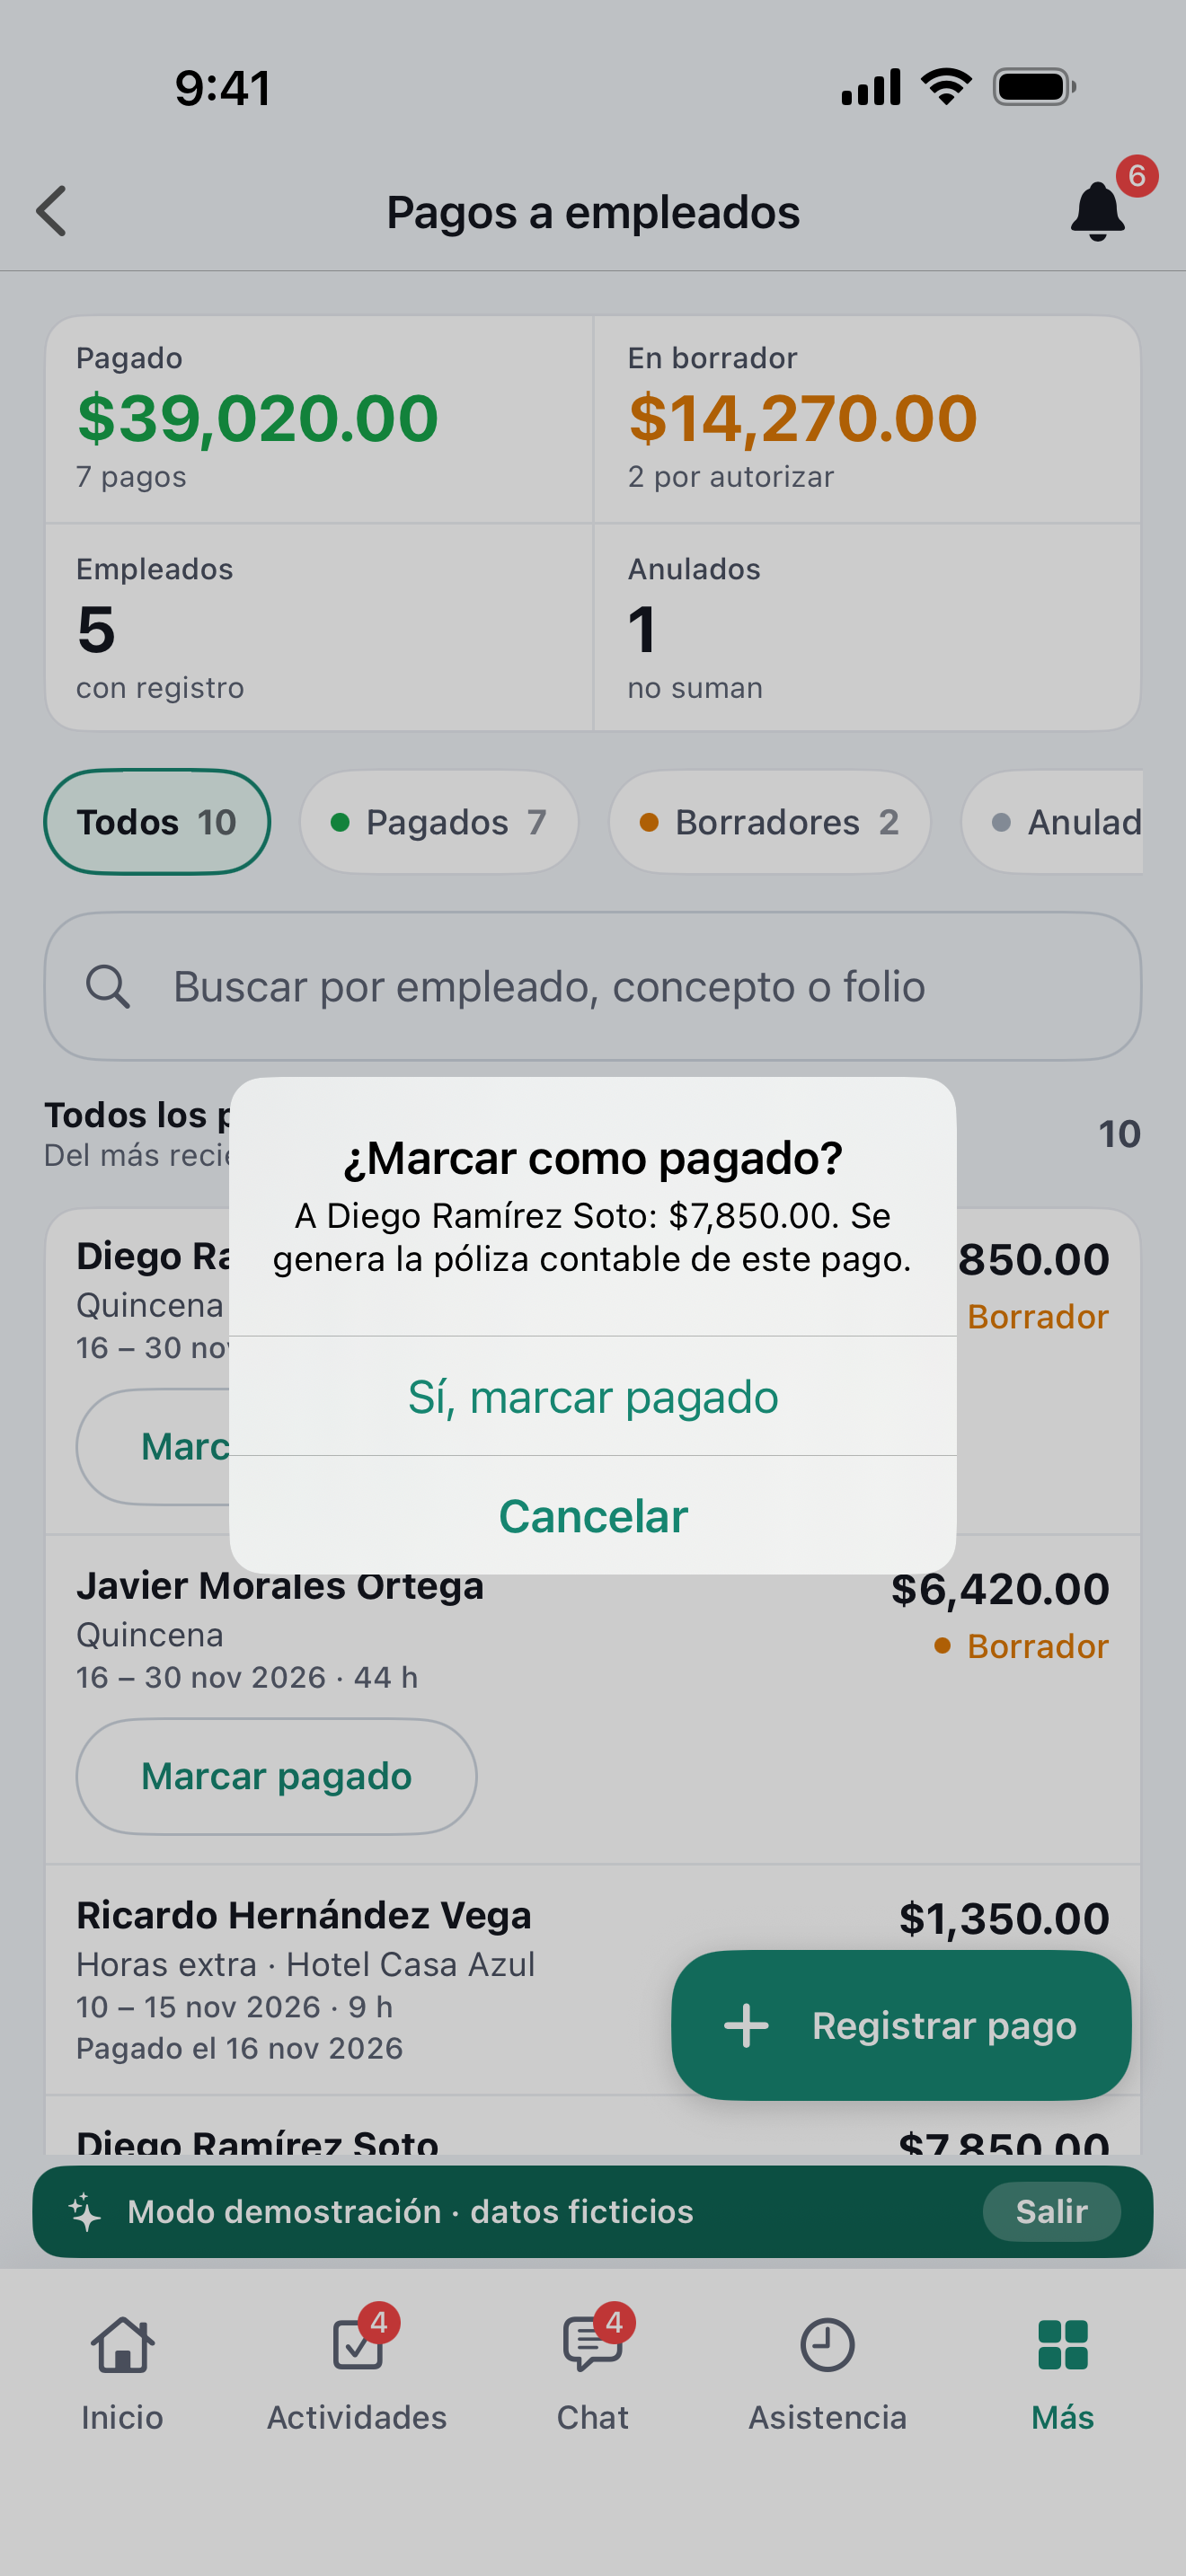 9:41
Pagos a empleados
6
Pagado
$39,020.00
7 pagos
En borrador
$14,270.00
2 por autorizar
Empleados
5
con registro
Anulados
1
no suman
Todos 10
Pagados 7
Borradores 2
Anulad
Buscar por empleado, concepto o folio
Todos los
10
Del más
¿Marcar como pagado?
A Diego Ramírez Soto: $7,850.00. Se
genera la póliza contable de este pago.
Sí, marcar pagado
Cancelar
Diego
850.00
Quincena
Borrador
16 – 30
Marc
Javier Morales Ortega
$6,420.00
Quincena
Borrador
16 – 30 nov 2026 · 44 h
Marcar pagado
Ricardo Hernández Vega
$1,350.00
Horas extra · Hotel Casa Azul
10 – 15 nov 2026 · 9 h
Pagado el 16 nov 2026
Registrar pago
Diego Ramírez Soto
$7,850.00
Modo demostración · datos ficticios
Salir
4
4
Inicio
Actividades
Chat
Asistencia
Más